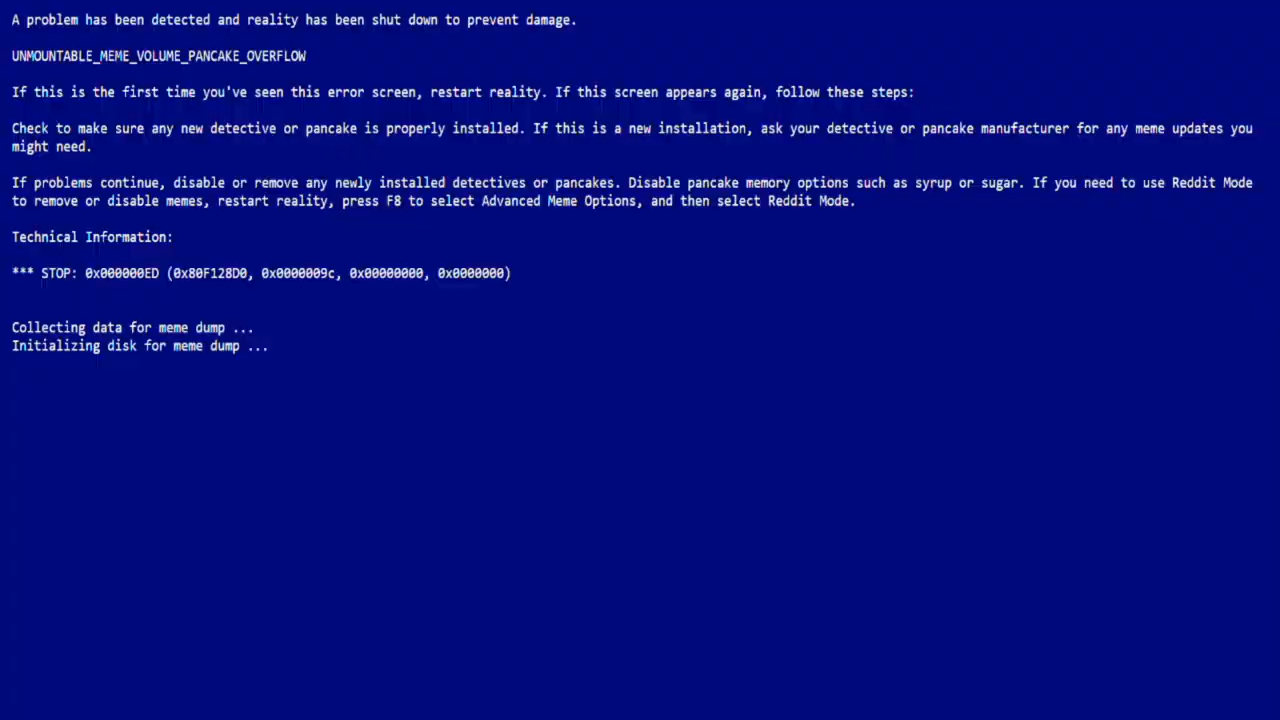 A problem has been detected and reality has been shut down to prevent damage.
UNMOUNTABLE_MEME_VOLUME_PANCAKE_OVERFLOW
If this is the first time you've seen this error screen, restart reality. If this screen appears again, follow these steps:
Check to make sure any new detective or pancake is properly installed. If this is a new installation, ask your detective or pancake manufacturer for any meme updates you
might need.
If problems continue, disable or remove any newly installed detectives or pancakes. Disable pancake memory options such as syrup or sugar. If you need to use Reddit Mode
to remove or disable memes, restart reality, press F8 to select Advanced Meme Options, and then select Reddit Mode.
Technical Information:
*** STOP: 0x000000ED (0x80F128D0, 0x0000009c, 0x00000000, 0x0000000)
Collecting data for meme dump ...
Initializing disk for meme dump ...